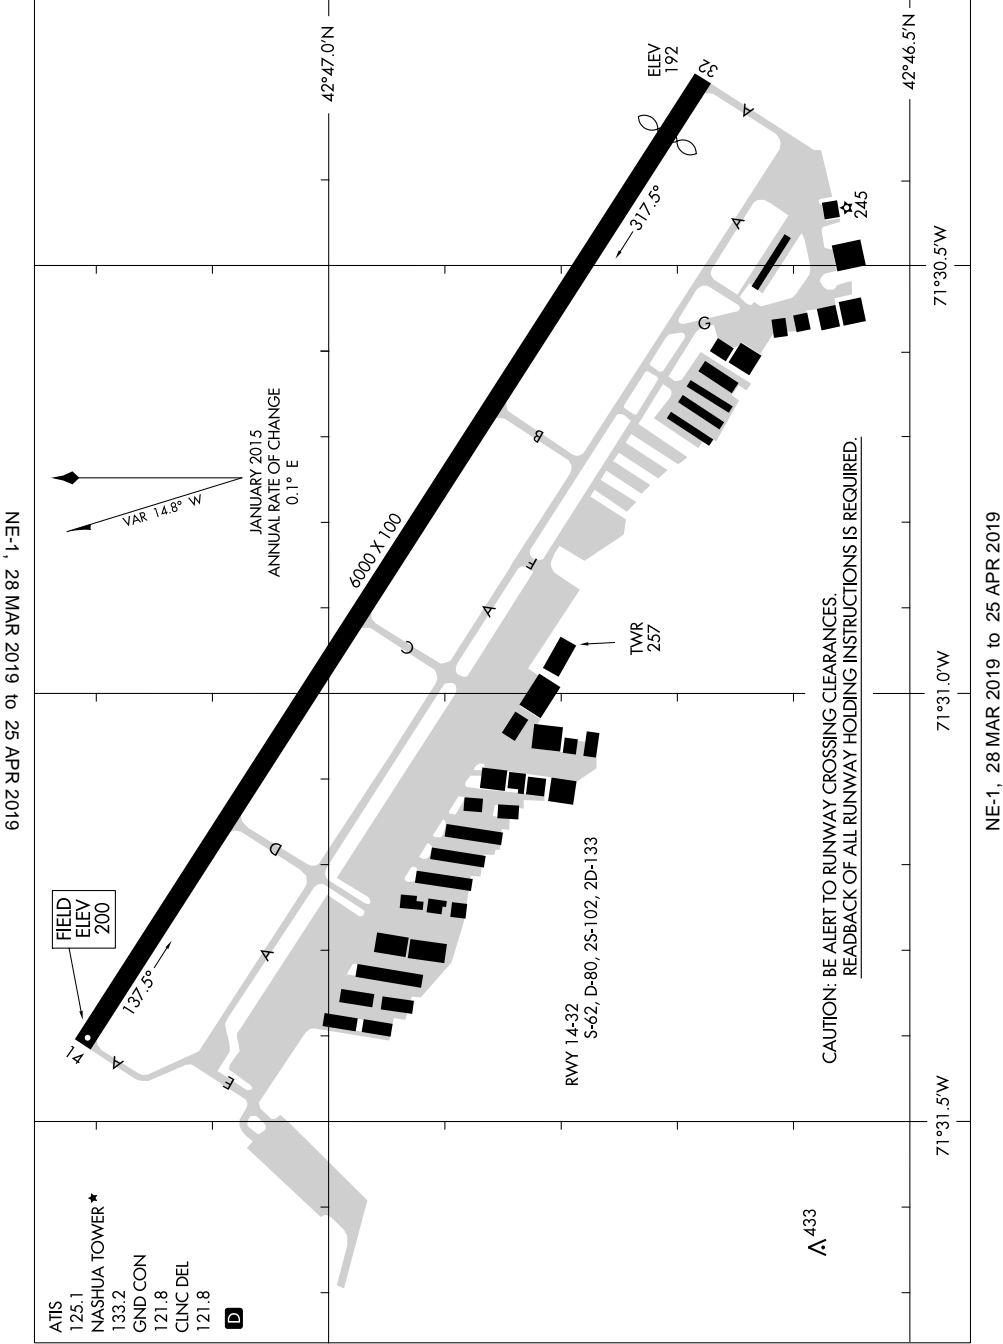 ATIS
125.1
NASHUA TOWER★
133.2
GND CON
121.8
CLNC DEL
121.8
D
FIELD
ELEV
200
14
137.5°
A
E
A
D
C
A
F
B
G
A
A
6000 X 100
317.5°
32
ELEV
192
VAR 14.8° W
JANUARY 2015
ANNUAL RATE OF CHANGE
0.1° E
TWR
257
245
433
RWY 14-32
S-62, D-80, 2S-102, 2D-133
CAUTION: BE ALERT TO RUNWAY CROSSING CLEARANCES.
READBACK OF ALL RUNWAY HOLDING INSTRUCTIONS IS REQUIRED.
42°47.0'N
42°46.5'N
71°31.5'W
71°31.0'W
71°30.5'W
NE-1, 28 MAR 2019 to 25 APR 2019
NE-1, 28 MAR 2019 to 25 APR 2019